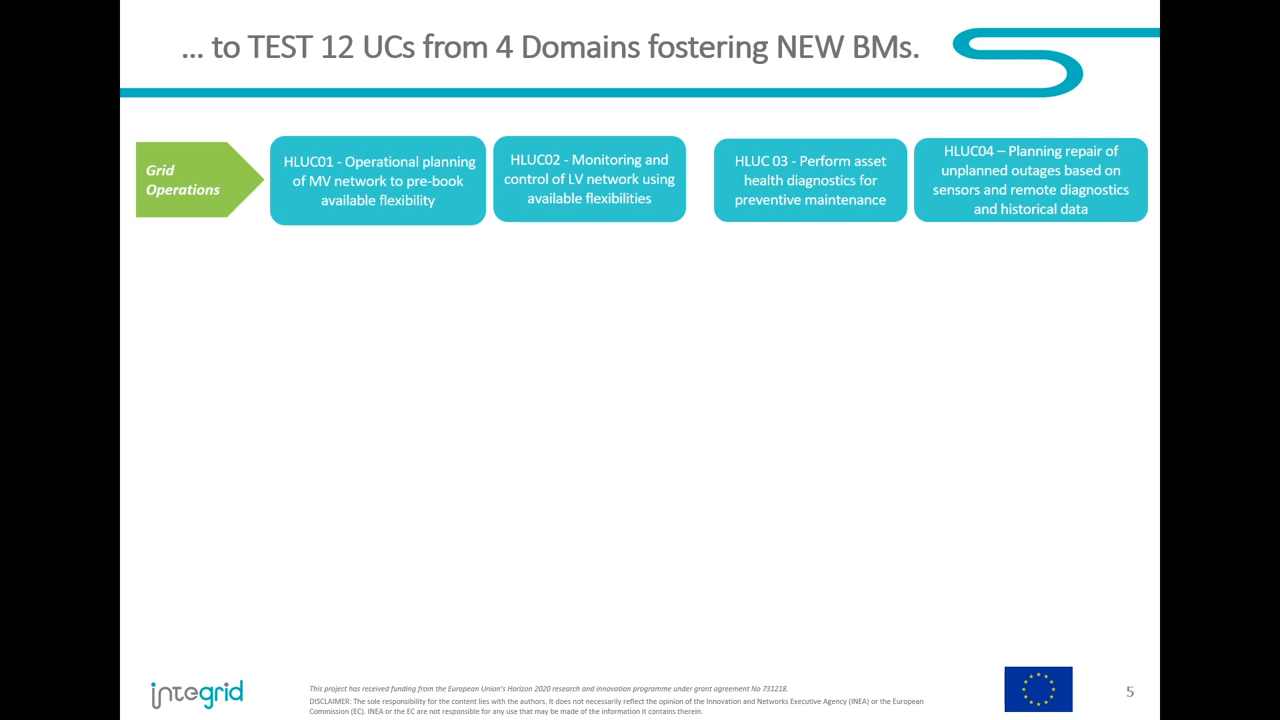 ... to TEST 12 UCs from 4 Domains fostering NEW BMs.
Grid
Operations
HLUC01 - Operational planning
of MV network to pre-book
available flexibility
HLUC02 - Monitoring and
control of LV network using
available flexibilities
HLUC 03 - Perform asset
health diagnostics for
preventive maintenance
HLUC04 – Planning repair of
unplanned outages based on
sensors and remote diagnostics
and historical data
integrid
This project has received funding from the European Union's Horizon 2020 research and innovation programme under grant agreement No 731218.
DISCLAIMER: The sole responsibility for the content lies with the authors. It does not necessarily reflect the opinion of the Innovation and Networks Executive Agency (INEA) or the European
Commission (EC). INEA or the EC are not responsible for any use that may be made of the information it contains therein.
5